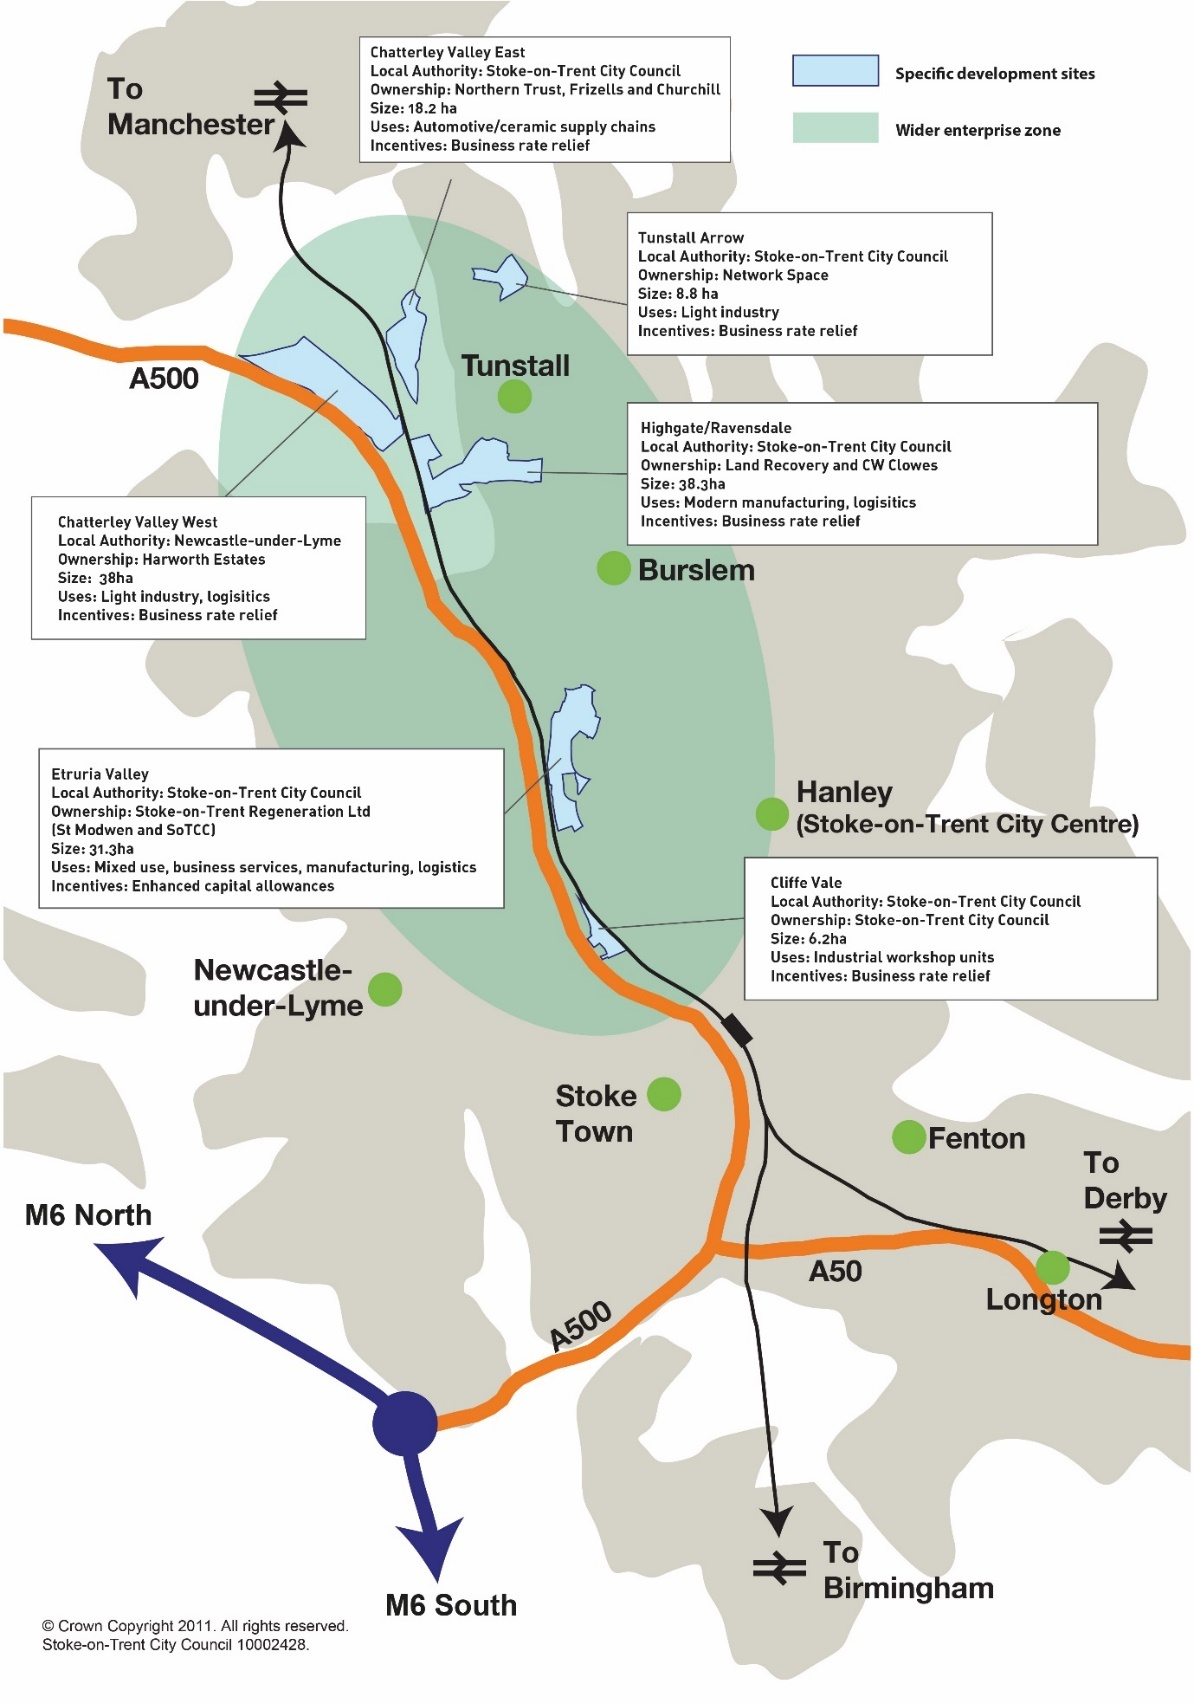 Chatterley Valley East
Local Authority: Stoke-on-Trent City Council
Ownership: Northern Trust, Frizells and Churchill
Size: 18.2 ha
Uses: Automotive/ceramic supply chains
Incentives: Business rate relief
Specific development sites
Wider enterprise zone
To
Manchester
Tunstall Arrow
Local Authority: Stoke-on-Trent City Council
Ownership: Network Space
Size: 8.8 ha
Uses: Light industry
Incentives: Business rate relief
A500
Tunstall
Highgate/Ravensdale
Local Authority: Stoke-on-Trent City Council
Ownership: Land Recovery and CW Clowes
Size: 38.3ha
Uses: Modern manufacturing, logisitics
Incentives: Business rate relief
Chatterley Valley West
Local Authority: Newcastle-under-Lyme
Ownership: Harworth Estates
Size: 38ha
Uses: Light industry, logisitics
Incentives: Business rate relief
Burslem
Etruria Valley
Local Authority: Stoke-on-Trent City Council
Ownership: Stoke-on-Trent Regeneration Ltd
(St Modwen and SoTCC)
Size: 31.3ha
Uses: Mixed use, business services, manufacturing, logistics
Incentives: Enhanced capital allowances
Hanley
(Stoke-on-Trent City Centre)
Cliffe Vale
Local Authority: Stoke-on-Trent City Council
Ownership: Stoke-on-Trent City Council
Size: 6.2ha
Uses: Industrial workshop units
Incentives: Business rate relief
Newcastle-
under-Lyme
Stoke
Town
Fenton
To
Derby
M6 North
A50
Longton
A500
To
Birmingham
M6 South
© Crown Copyright 2011. All rights reserved.
Stoke-on-Trent City Council 10002428.